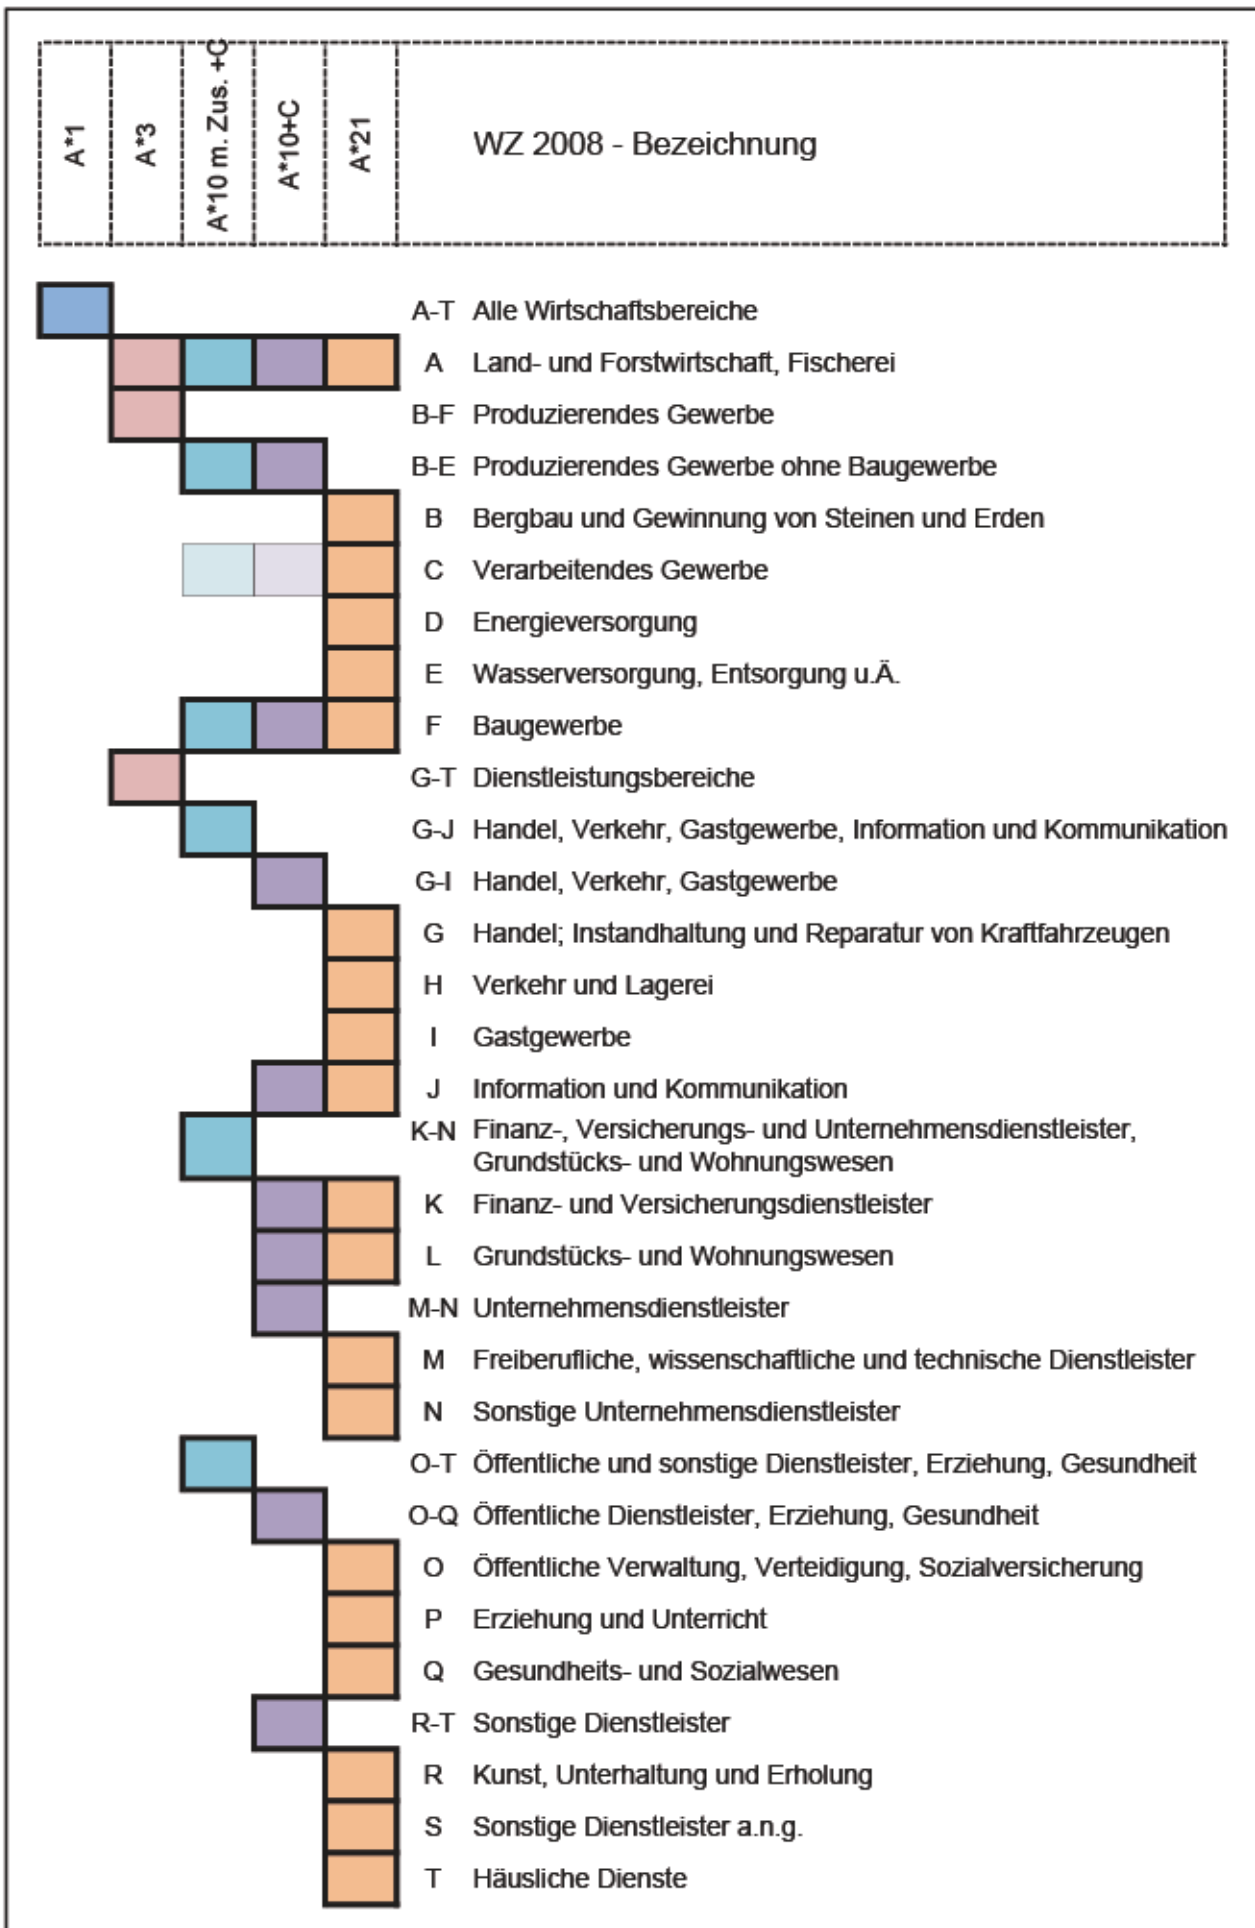 A*1
A*3
A*10 m. Zus. +C
A*10+C
A*21
WZ 2008 - Bezeichnung
A-T Alle Wirtschaftsbereiche
A Land- und Forstwirtschaft, Fischerei
B-F Produzierendes Gewerbe
B-E Produzierendes Gewerbe ohne Baugewerbe
B Bergbau und Gewinnung von Steinen und Erden
C Verarbeitendes Gewerbe
D Energieversorgung
E Wasserversorgung, Entsorgung u.Ä.
F Baugewerbe
G-T Dienstleistungsbereiche
G-J Handel, Verkehr, Gastgewerbe, Information und Kommunikation
G-I Handel, Verkehr, Gastgewerbe
G Handel; Instandhaltung und Reparatur von Kraftfahrzeugen
H Verkehr und Lagerei
I Gastgewerbe
J Information und Kommunikation
K-N Finanz-, Versicherungs- und Unternehmensdienstleister,
Grundstücks- und Wohnungswesen
K Finanz- und Versicherungsdienstleister
L Grundstücks- und Wohnungswesen
M-N Unternehmensdienstleister
M Freiberufliche, wissenschaftliche und technische Dienstleister
N Sonstige Unternehmensdienstleister
O-T Öffentliche und sonstige Dienstleister, Erziehung, Gesundheit
O-Q Öffentliche Dienstleister, Erziehung, Gesundheit
O Öffentliche Verwaltung, Verteidigung, Sozialversicherung
P Erziehung und Unterricht
Q Gesundheits- und Sozialwesen
R-T Sonstige Dienstleister
R Kunst, Unterhaltung und Erholung
S Sonstige Dienstleister a.n.g.
T Häusliche Dienste